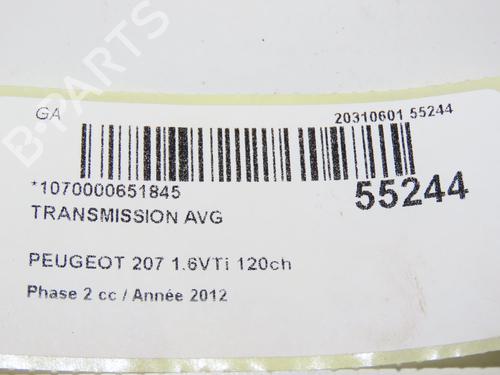 GA
20310601 55244
*1070000651845
55244
TRANSMISSION AVG
PEUGEOT 207 1.6VTi 120ch
Phase 2 cc / Année 2012
B-PARTS